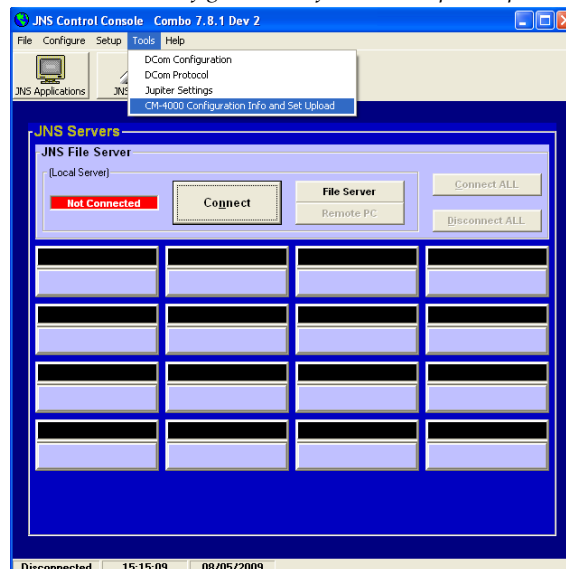 JNS Control Console Combo 7.8.1 Dev 2
File Configure Setup Tools Help
DCom Configuration
DCom Protocol
Jupiter Settings
CM-4000 Configuration Info and Set Upload
JNS Applications JNS
JNS Servers
JNS File Server
(Local Server)
Not Connected
Connect
File Server
Remote PC
Connect ALL
Disconnect ALL
Disconnected 15:15:09 08/05/2009